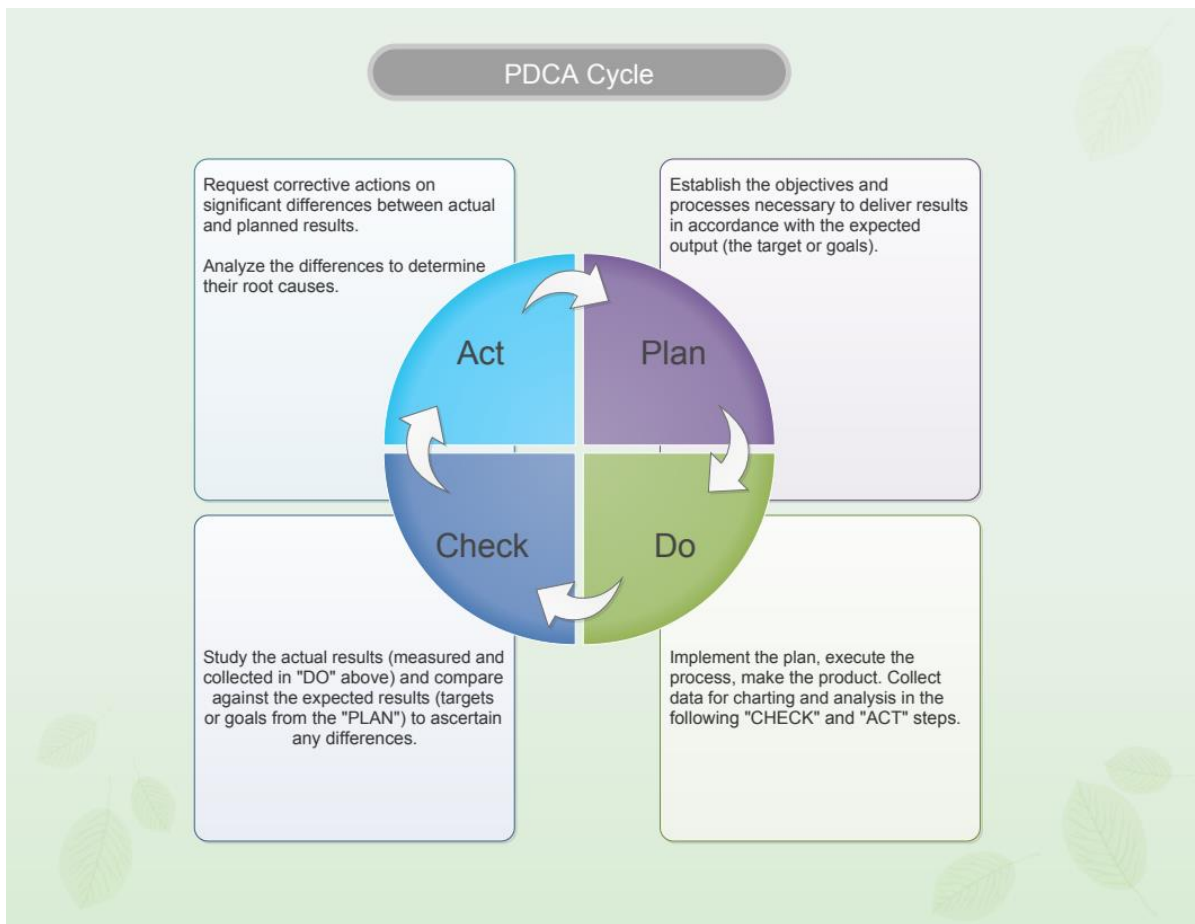 PDCA Cycle
Request corrective actions on
significant differences between actual
and planned results.
Analyze the differences to determine
their root causes.
Establish the objectives and
processes necessary to deliver results
in accordance with the expected
output (the target or goals).
Act
Plan
Check
Do
Study the actual results (measured and
collected in "DO" above) and compare
against the expected results (targets
or goals from the "PLAN") to ascertain
any differences.
Implement the plan, execute the
process, make the product. Collect
data for charting and analysis in the
following "CHECK" and "ACT" steps.